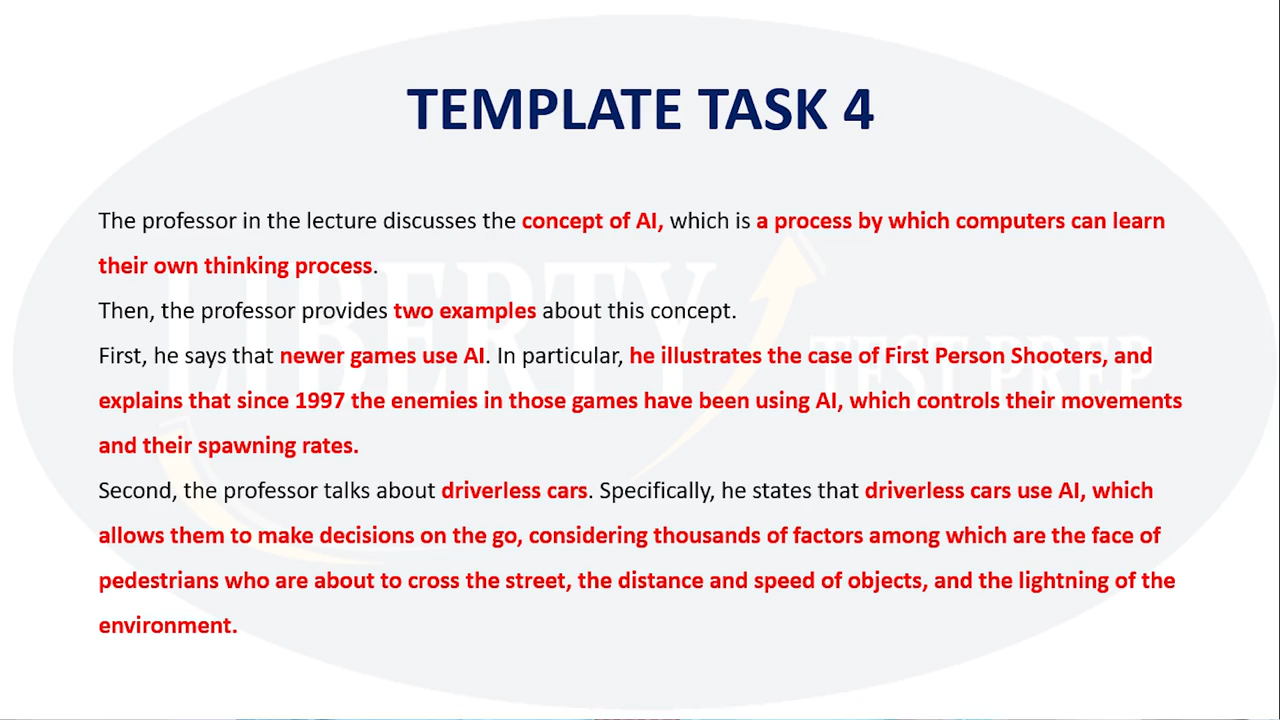 TEMPLATE TASK 4
The professor in the lecture discusses the concept of AI, which is a process by which computers can learn
their own thinking process.
Then, the professor provides two examples about this concept.
First, he says that newer games use AI. In particular, he illustrates the case of First Person Shooters, and
explains that since 1997 the enemies in those games have been using AI, which controls their movements
and their spawning rates.
Second, the professor talks about driverless cars. Specifically, he states that driverless cars use AI, which
allows them to make decisions on the go, considering thousands of factors among which are the face of
pedestrians who are about to cross the street, the distance and speed of objects, and the lightning of the
environment.
LIBERTY
TEST PREP